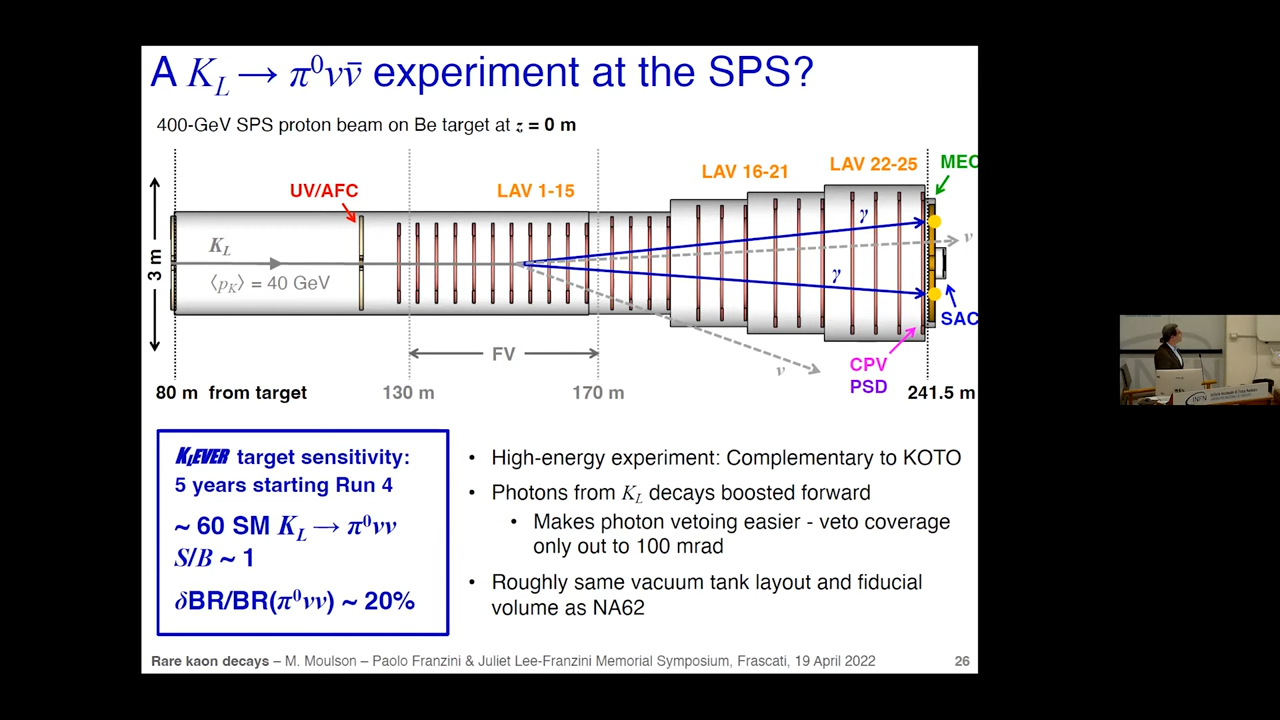 A K_L → π⁰νν̄ experiment at the SPS?
400-GeV SPS proton beam on Be target at z = 0 m
UV/AFC
LAV 1-15
LAV 16-21
LAV 22-25
MEC
3 m
K_L
⟨p_K⟩ = 40 GeV
γ
γ
ν
ν
SAC
FV
CPV
PSD
80 m from target
130 m
170 m
241.5 m
KLEVER target sensitivity:
5 years starting Run 4
~ 60 SM K_L → π⁰νν
S/B ~ 1
δBR/BR(π⁰νν) ~ 20%
• High-energy experiment: Complementary to KOTO
• Photons from K_L decays boosted forward
• Makes photon vetoing easier - veto coverage
only out to 100 mrad
• Roughly same vacuum tank layout and fiducial
volume as NA62
Rare kaon decays – M. Moulson – Paolo Franzini & Juliet Lee-Franzini Memorial Symposium, Frascati, 19 April 2022
26
INFN